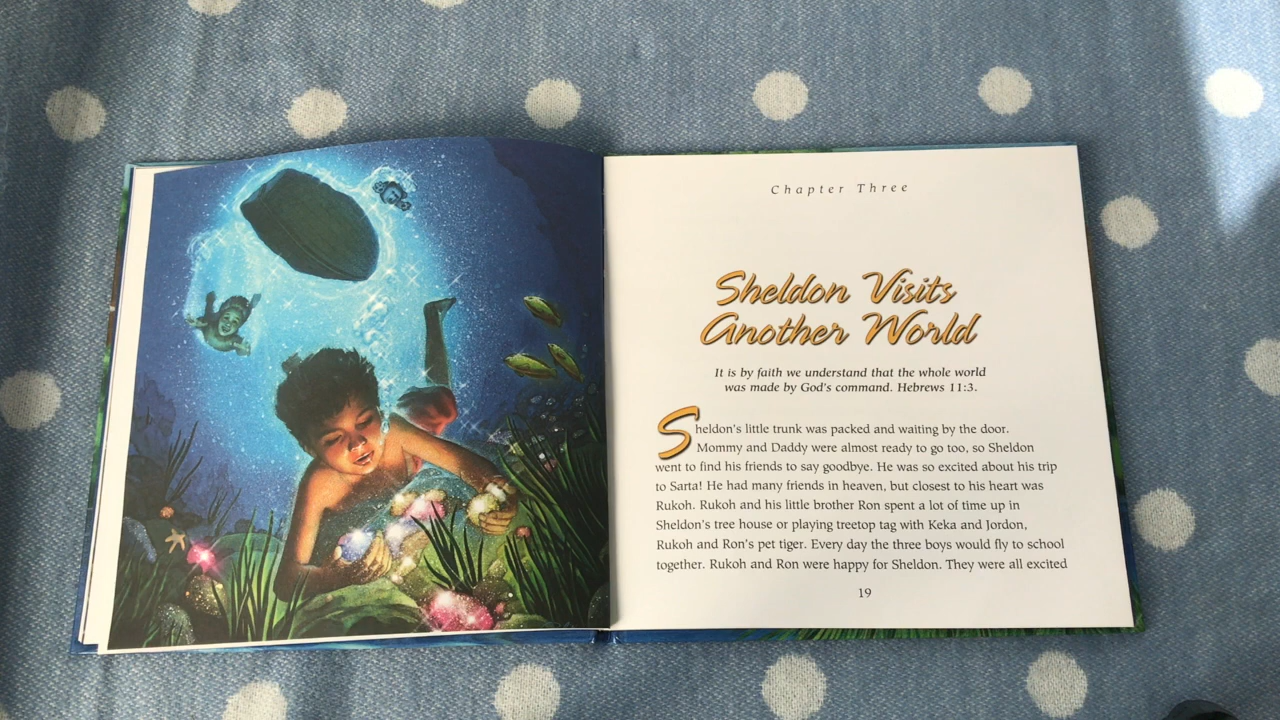 Chapter Three
Sheldon Visits
Another World
It is by faith we understand that the whole world
was made by God's command. Hebrews 11:3.
Sheldon's little trunk was packed and waiting by the door.
Mommy and Daddy were almost ready to go too, so Sheldon
went to find his friends to say goodbye. He was so excited about his trip
to Sarta! He had many friends in heaven, but closest to his heart was
Rukoh. Rukoh and his little brother Ron spent a lot of time up in
Sheldon's tree house or playing treetop tag with Keka and Jordon,
Rukoh and Ron's pet tiger. Every day the three boys would fly to school
together. Rukoh and Ron were happy for Sheldon. They were all excited
19